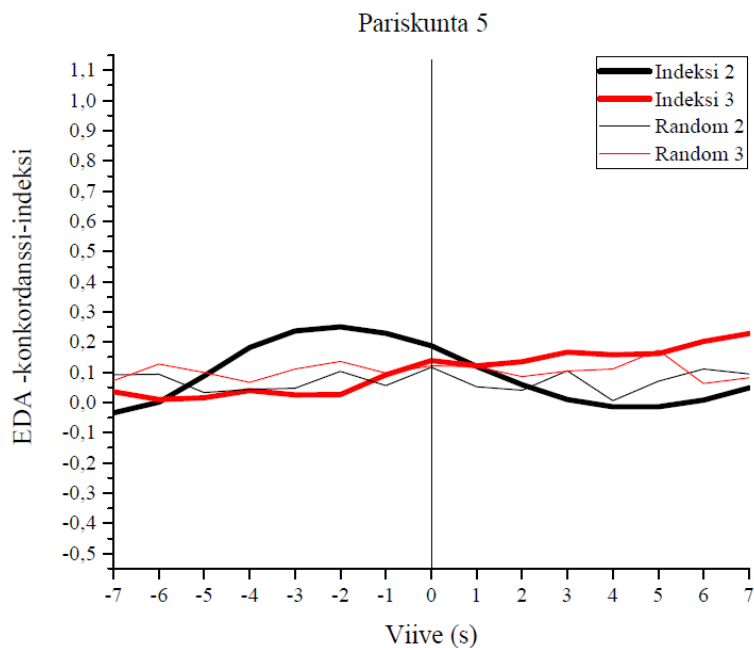 Pariskunta 5
Indeksi 2
Indeksi 3
Random 2
Random 3
EDA -konkordanssi-indeksi
1,1
1,0
0,9
0,8
0,7
0,6
0,5
0,4
0,3
0,2
0,1
0,0
-0,1
-0,2
-0,3
-0,4
-0,5
-7 -6 -5 -4 -3 -2 -1 0 1 2 3 4 5 6 7
Viive (s)